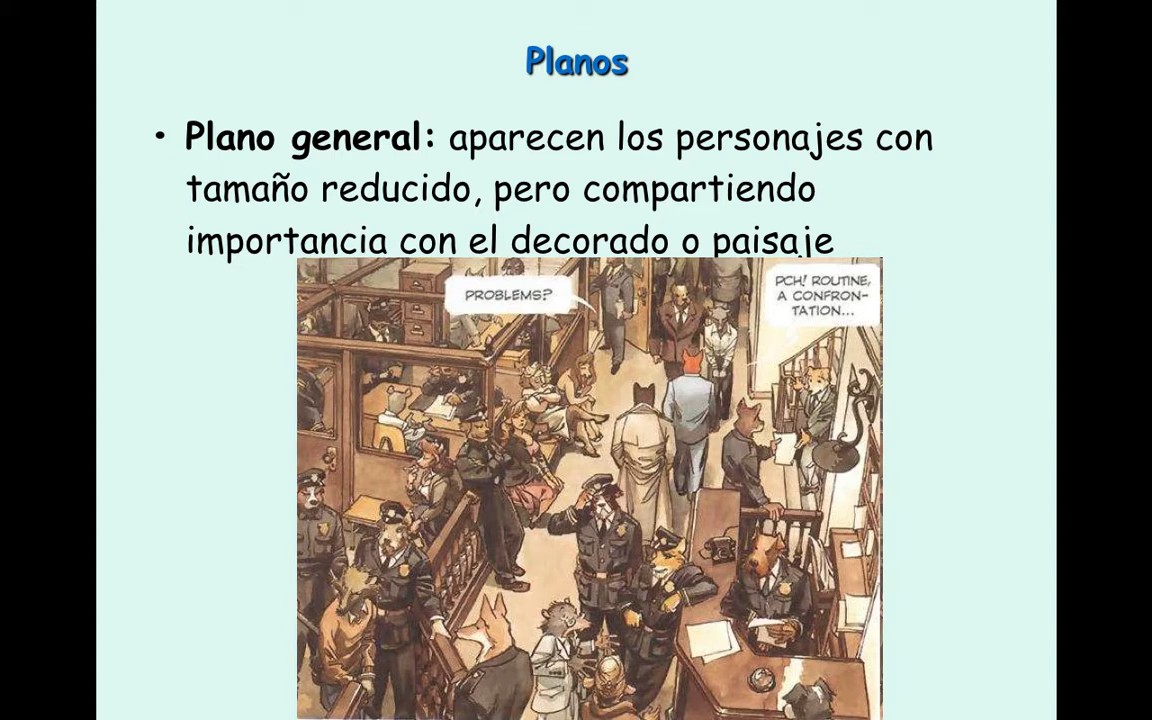 Planos
• Plano general: aparecen los personajes con
tamaño reducido, pero compartiendo
importancia con el decorado o paisaje
PROBLEMS?
PCH! ROUTINE,
A CONFRON-
TATION...